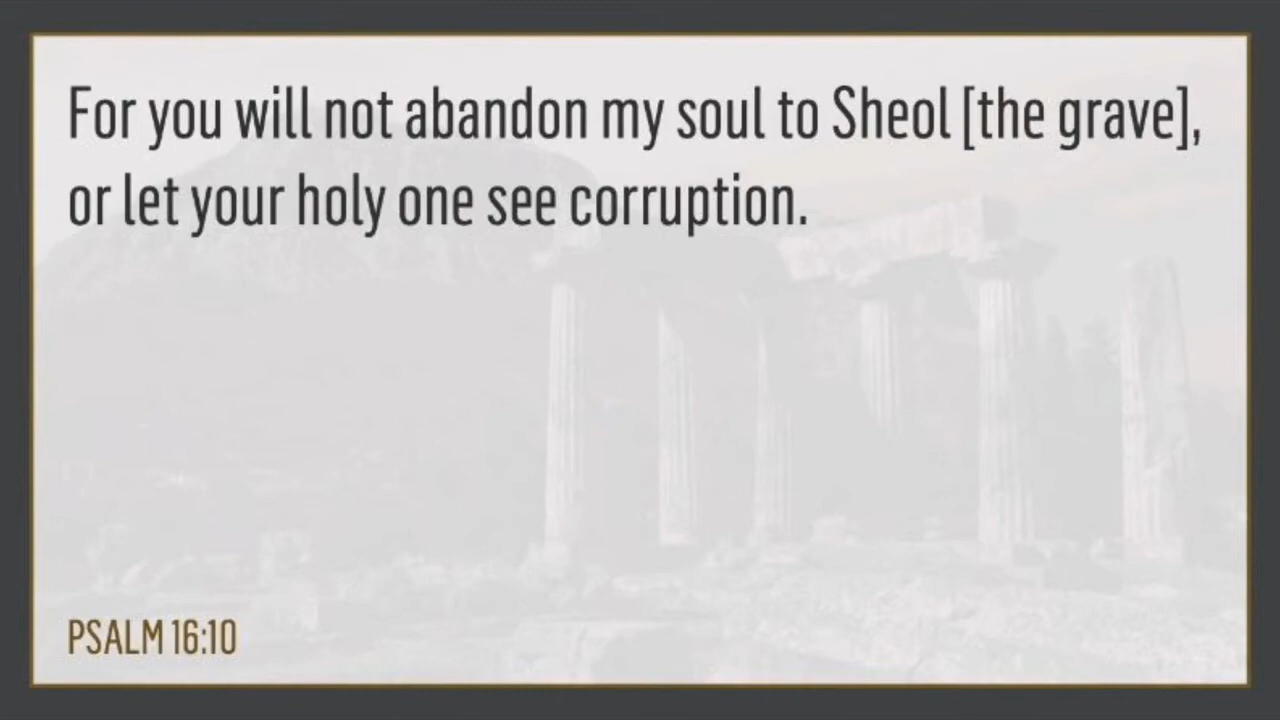 For you will not abandon my soul to Sheol [the grave],
or let your holy one see corruption.
PSALM 16:10